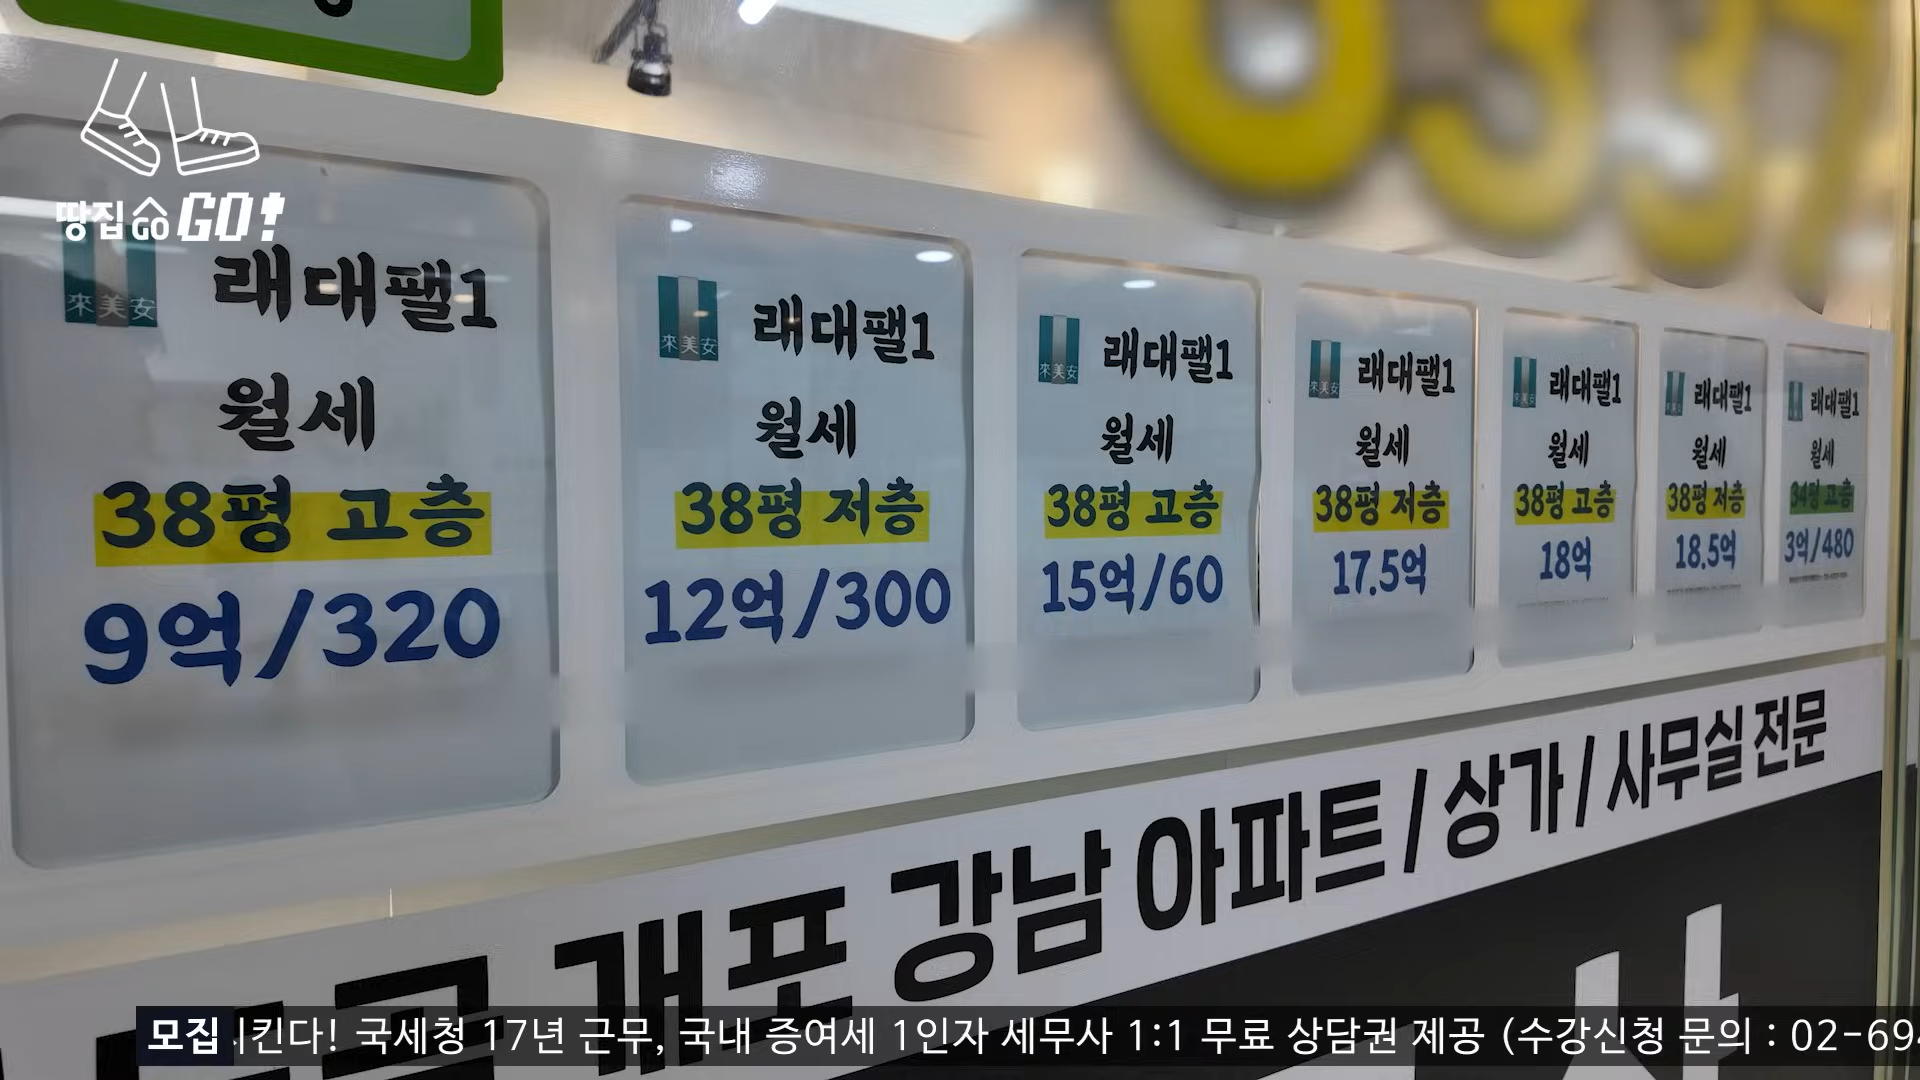 땅집GO GO!
來美安 래대팰1
월세
38평 고층
9억/320
來美安 래대팰1
월세
38평 저층
12억/300
來美安 래대팰1
월세
38평 고층
15억/60
來美安 래대팰1
월세
38평 저층
17.5억
來美安 래대팰1
월세
38평 고층
18억
來美安 래대팰1
월세
38평 저층
18.5억
래대팰1
월세
34평 고층
3억/480
개포 강남 아파트/상가/사무실 전문
모집 킨다! 국세청 17년 근무, 국내 증여세 1인자 세무사 1:1 무료 상담권 제공 (수강신청 문의 : 02-69